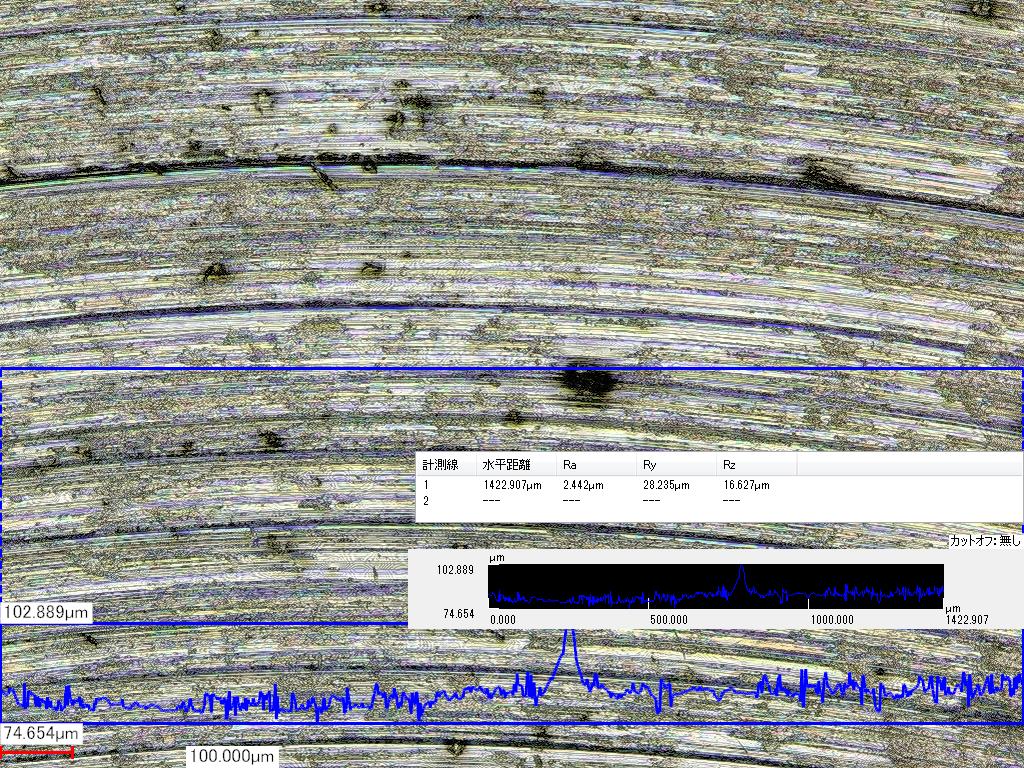 計測線 水平距離 Ra Ry Rz
1 1422.907μm 2.442μm 28.235μm 16.627μm
2 --- --- --- ---
カットオフ: 無し
μm
102.889
74.654
0.000 500.000 1000.000 1422.907
μm
102.889μm
74.654μm
100.000μm